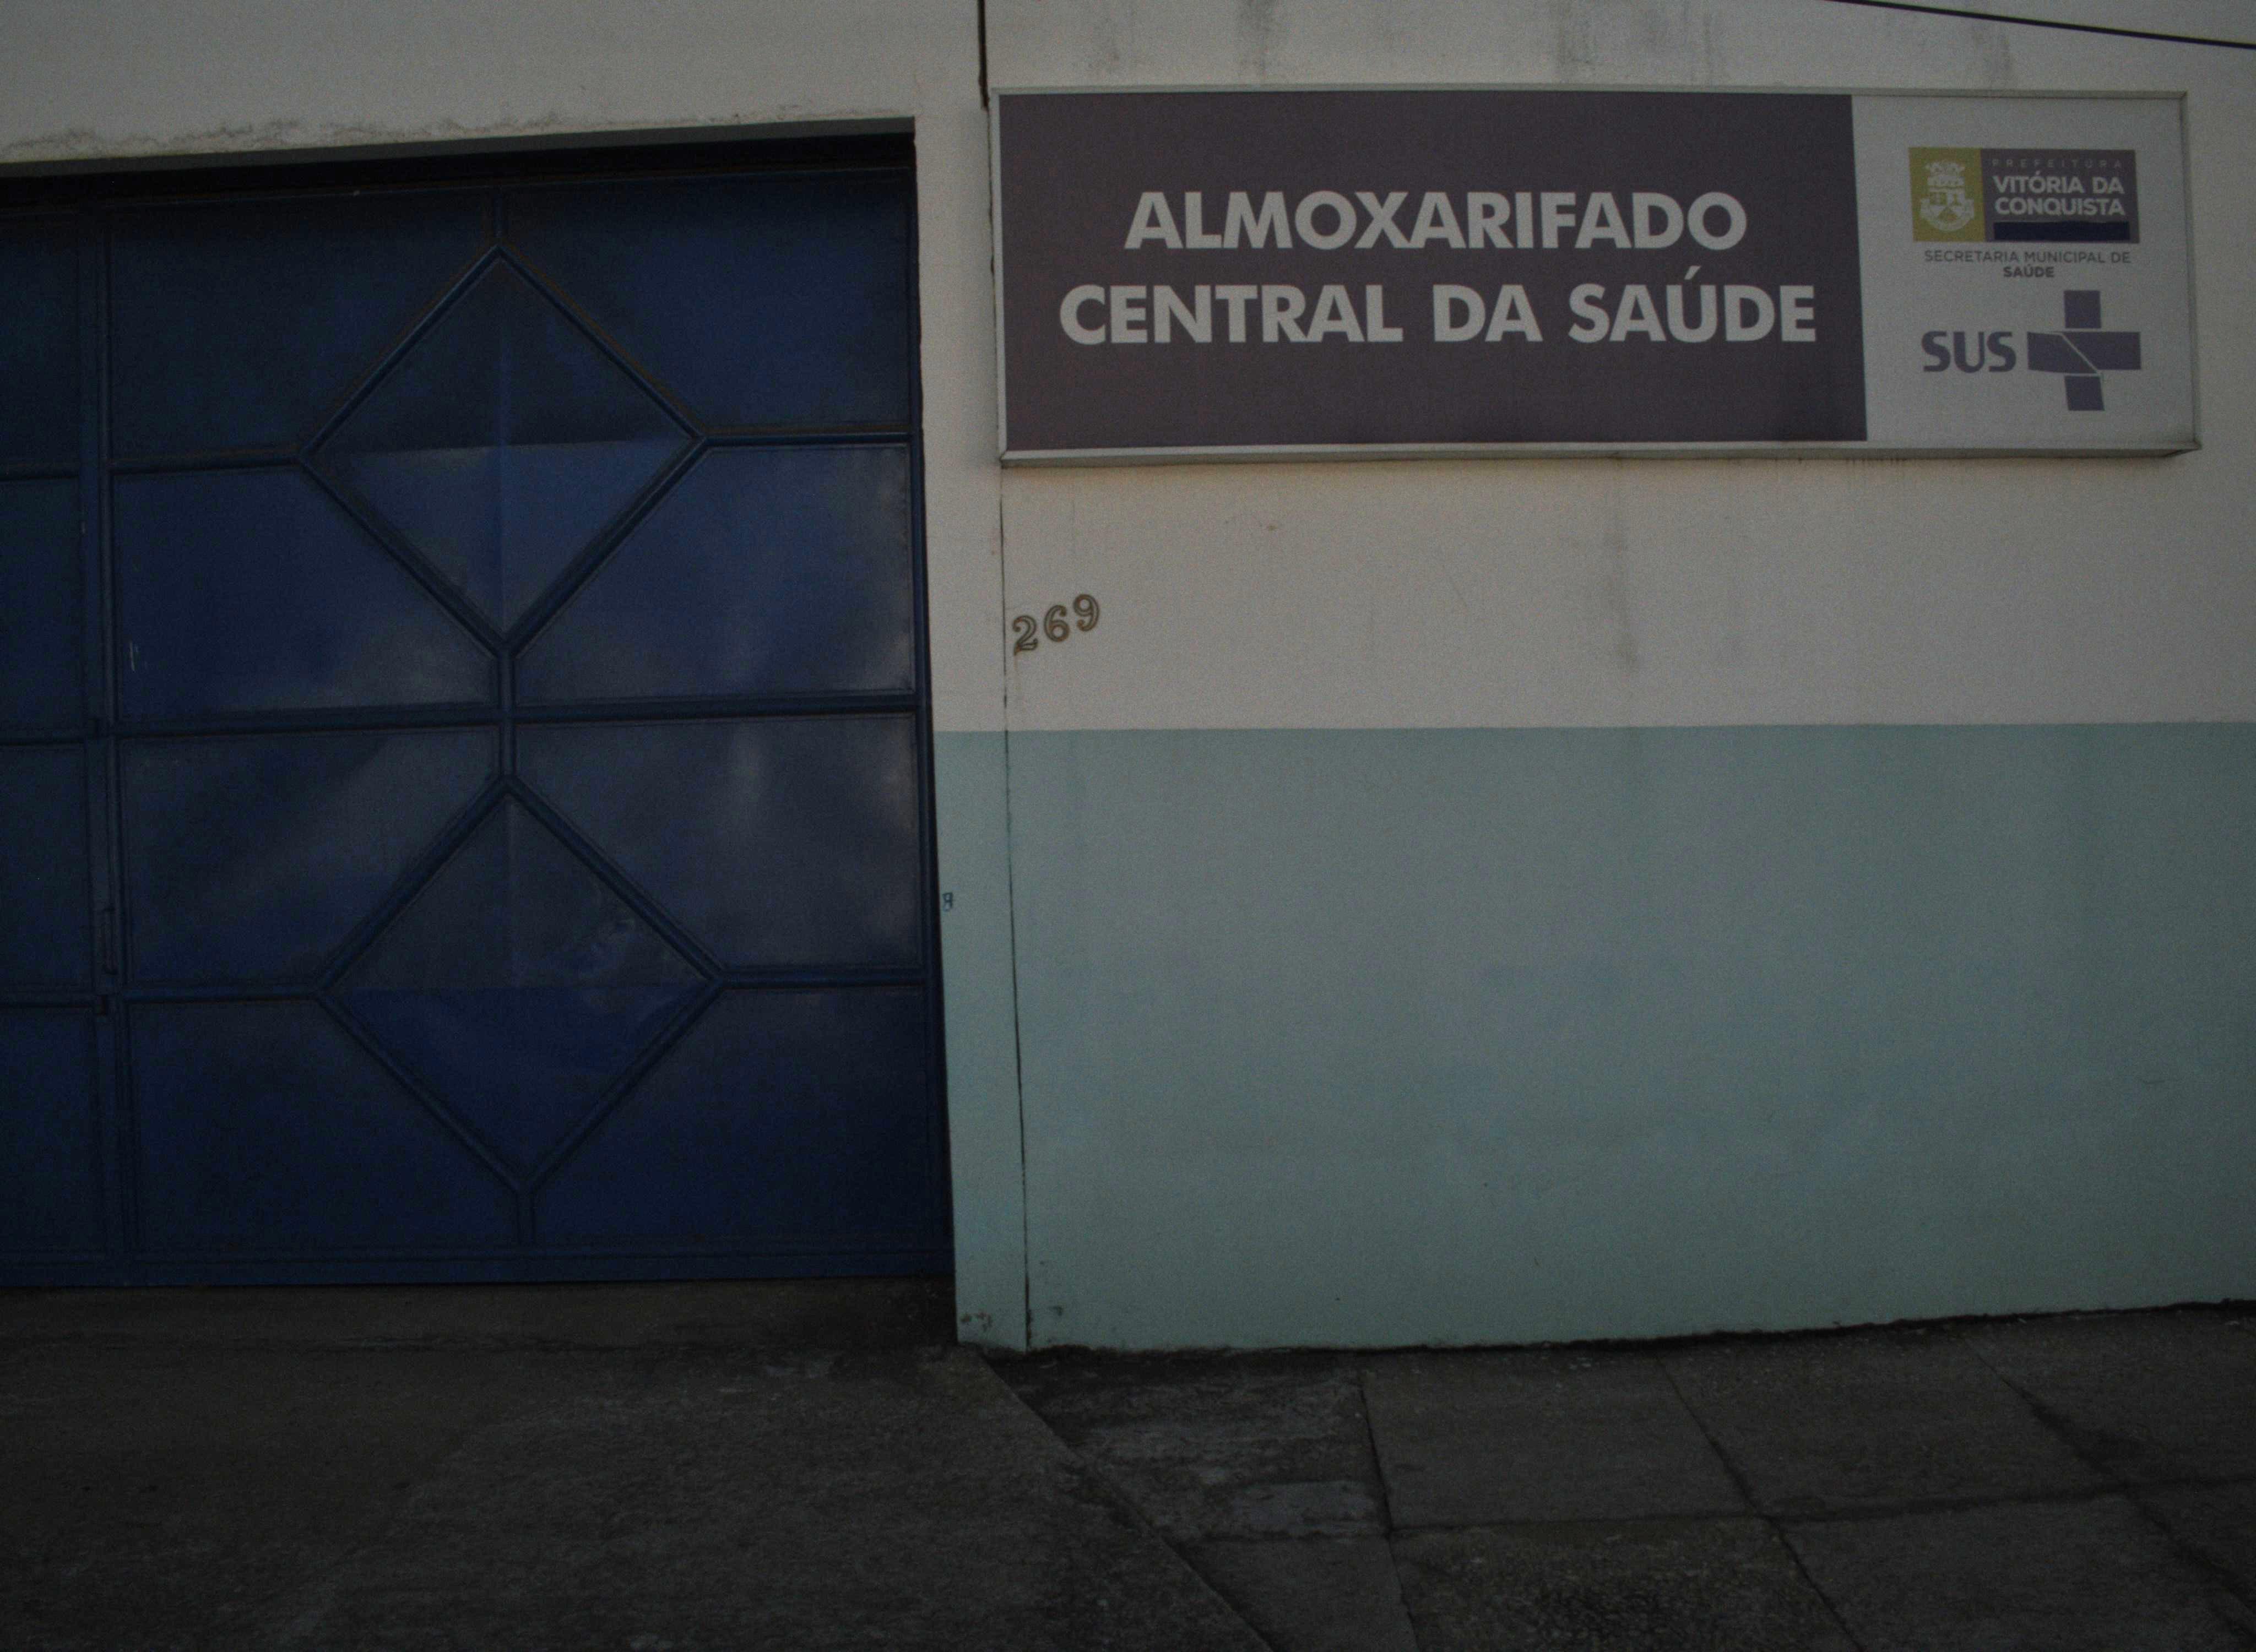 ALMOXARIFADO
CENTRAL DA SAÚDE
PREFEITURA
VITÓRIA DA
CONQUISTA
SECRETARIA MUNICIPAL DE
SAÚDE
SUS
269